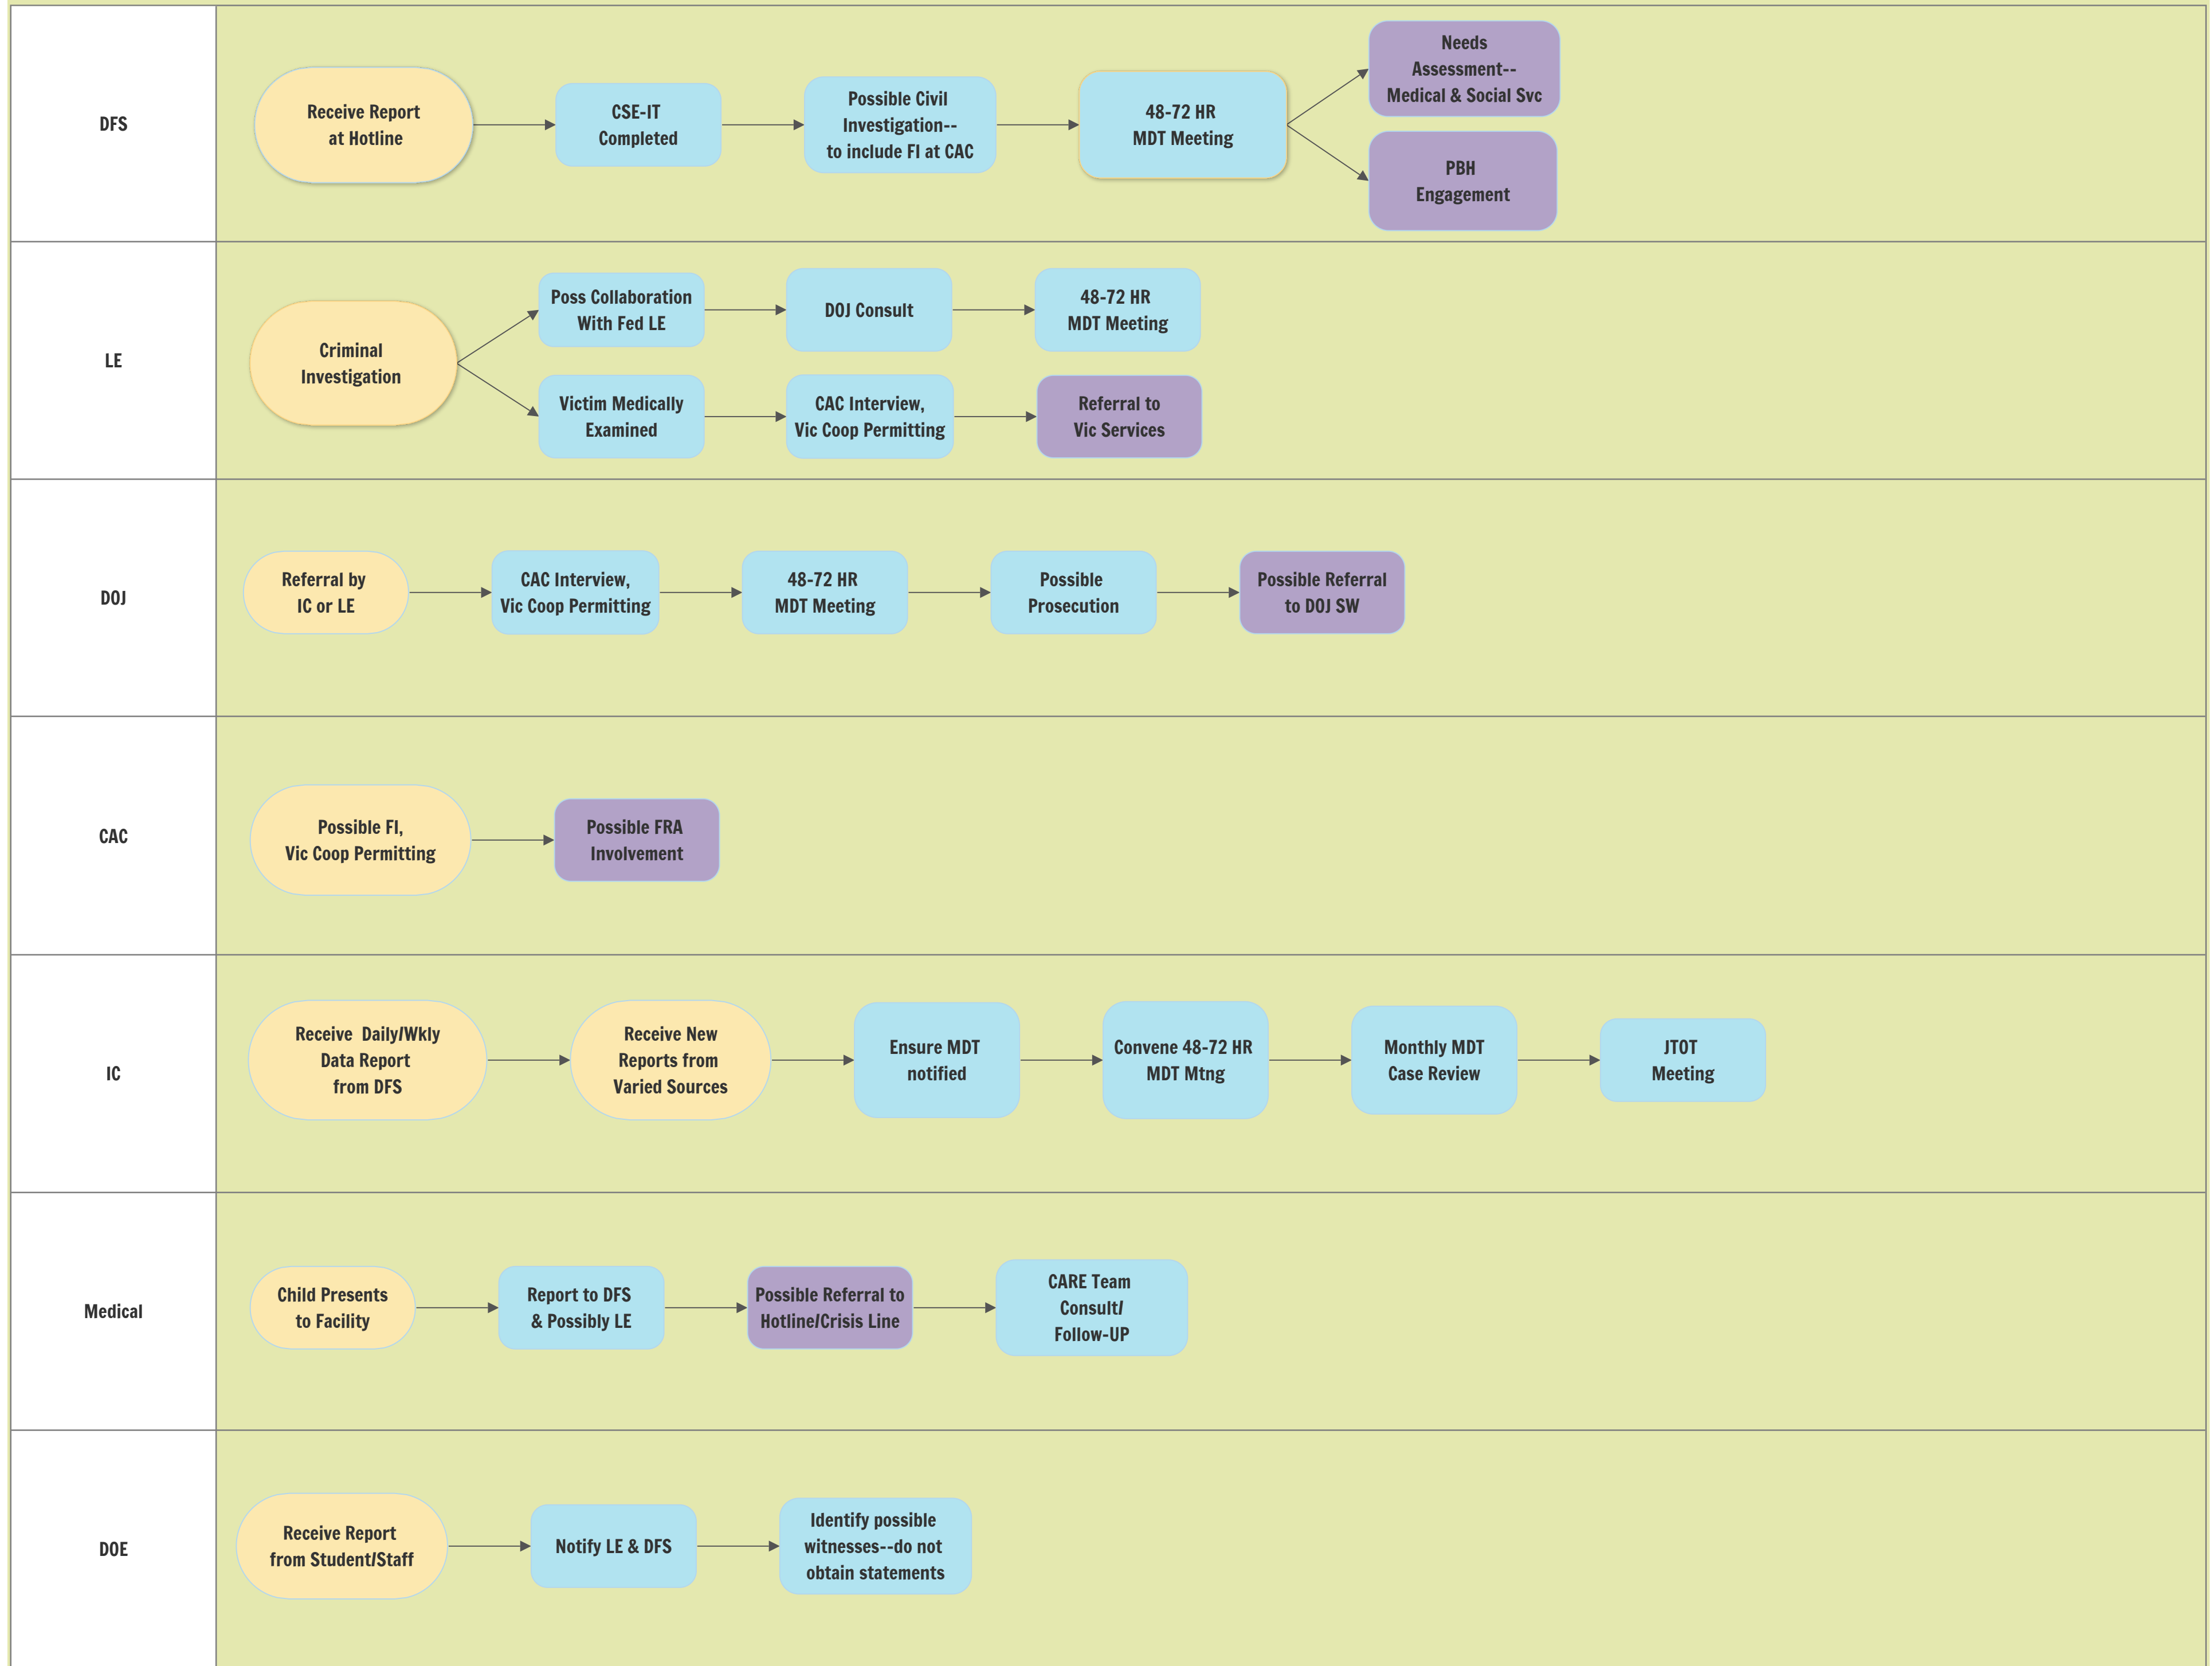 DFS
Receive Report
at Hotline
CSE-IT
Completed
Possible Civil
Investigation--
to include FI at CAC
48-72 HR
MDT Meeting
Needs
Assessment--
Medical & Social Svc
PBH
Engagement
LE
Criminal
Investigation
Poss Collaboration
With Fed LE
DOJ Consult
48-72 HR
MDT Meeting
Victim Medically
Examined
CAC Interview,
Vic Coop Permitting
Referral to
Vic Services
DOJ
Referral by
IC or LE
CAC Interview,
Vic Coop Permitting
48-72 HR
MDT Meeting
Possible
Prosecution
Possible Referral
to DOJ SW
CAC
Possible FI,
Vic Coop Permitting
Possible FRA
Involvement
IC
Receive Daily/Wkly
Data Report
from DFS
Receive New
Reports from
Varied Sources
Ensure MDT
notified
Convene 48-72 HR
MDT Mtng
Monthly MDT
Case Review
JTOT
Meeting
Medical
Child Presents
to Facility
Report to DFS
& Possibly LE
Possible Referral to
Hotline/Crisis Line
CARE Team
Consult/
Follow-UP
DOE
Receive Report
from Student/Staff
Notify LE & DFS
Identify possible
witnesses--do not
obtain statements